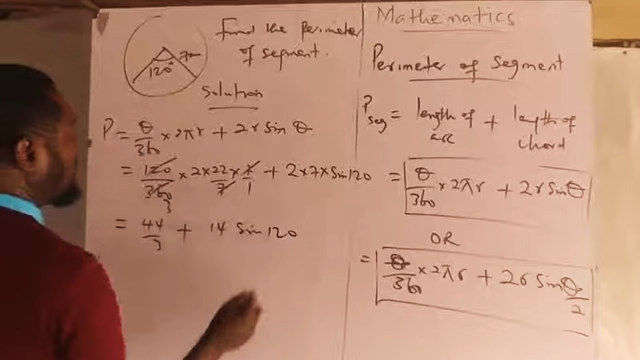 Find the perimeter
of segment.
7cm
120°
Solution
P = θ/360 × 2πr + 2r sin θ
= 120/360 3 × 2 × 22/7 × 7/1 + 2×7×Sin120
= 44/3 + 14 Sin 120
Mathematics
Perimeter of Segment
Pseg = length of arc + length of chord
= θ/360 × 2πr + 2r sin θ
OR
= θ/360 × 2πr + 2r sin θ/2